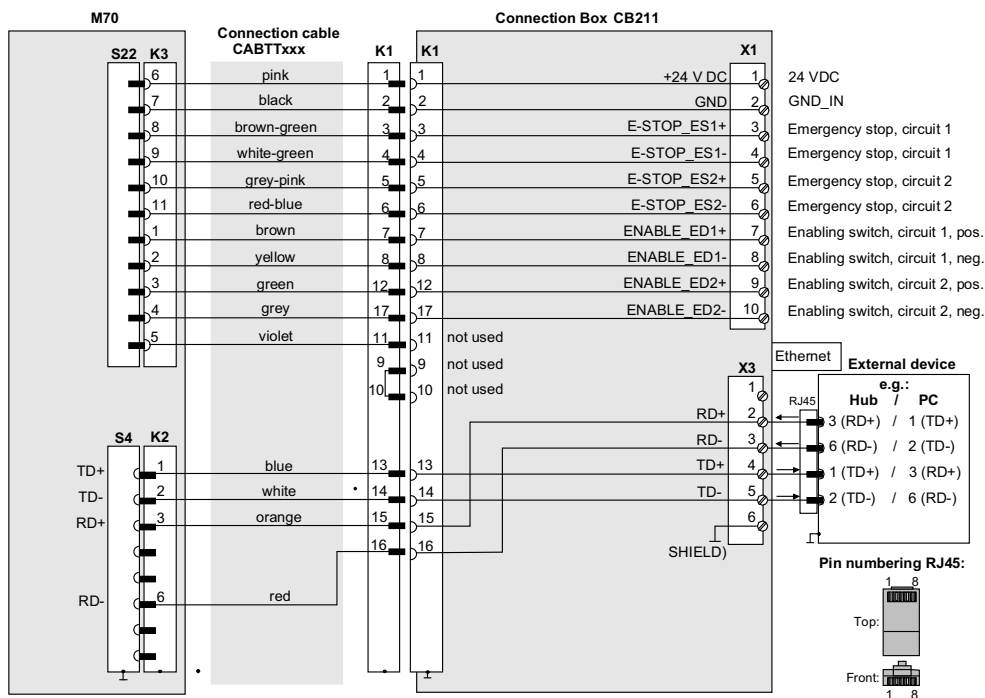 M70
Connection Box CB211
Connection cable
CABTTxxx
S22 K3
K1 K1
X1
6 pink 1 1 +24 V DC 1 24 VDC
7 black 2 2 GND 2 GND_IN
8 brown-green 3 3 E-STOP_ES1+ 3 Emergency stop, circuit 1
9 white-green 4 4 E-STOP_ES1- 4 Emergency stop, circuit 1
10 grey-pink 5 5 E-STOP_ES2+ 5 Emergency stop, circuit 2
11 red-blue 6 6 E-STOP_ES2- 6 Emergency stop, circuit 2
1 brown 7 7 ENABLE_ED1+ 7 Enabling switch, circuit 1, pos.
2 yellow 8 8 ENABLE_ED1- 8 Enabling switch, circuit 1, neg.
3 green 12 12 ENABLE_ED2+ 9 Enabling switch, circuit 2, pos.
4 grey 17 17 ENABLE_ED2- 10 Enabling switch, circuit 2, neg.
5 violet 11 11 not used
9 9 not used
10 10 not used
Ethernet
External device
X3
e.g.:
1
RJ45 Hub / PC
RD+ 2 3 (RD+) / 1 (TD+)
RD- 3 6 (RD-) / 2 (TD-)
S4 K2
TD+ 1 blue 13 13 TD+ 4 1 (TD+) / 3 (RD+)
TD- 2 white 14 14 TD- 5 2 (TD-) / 6 (RD-)
RD+ 3 orange 15 15 6
16 16 SHIELD)
RD- 6 red
Pin numbering RJ45:
1 8
Top:
Front:
1 8